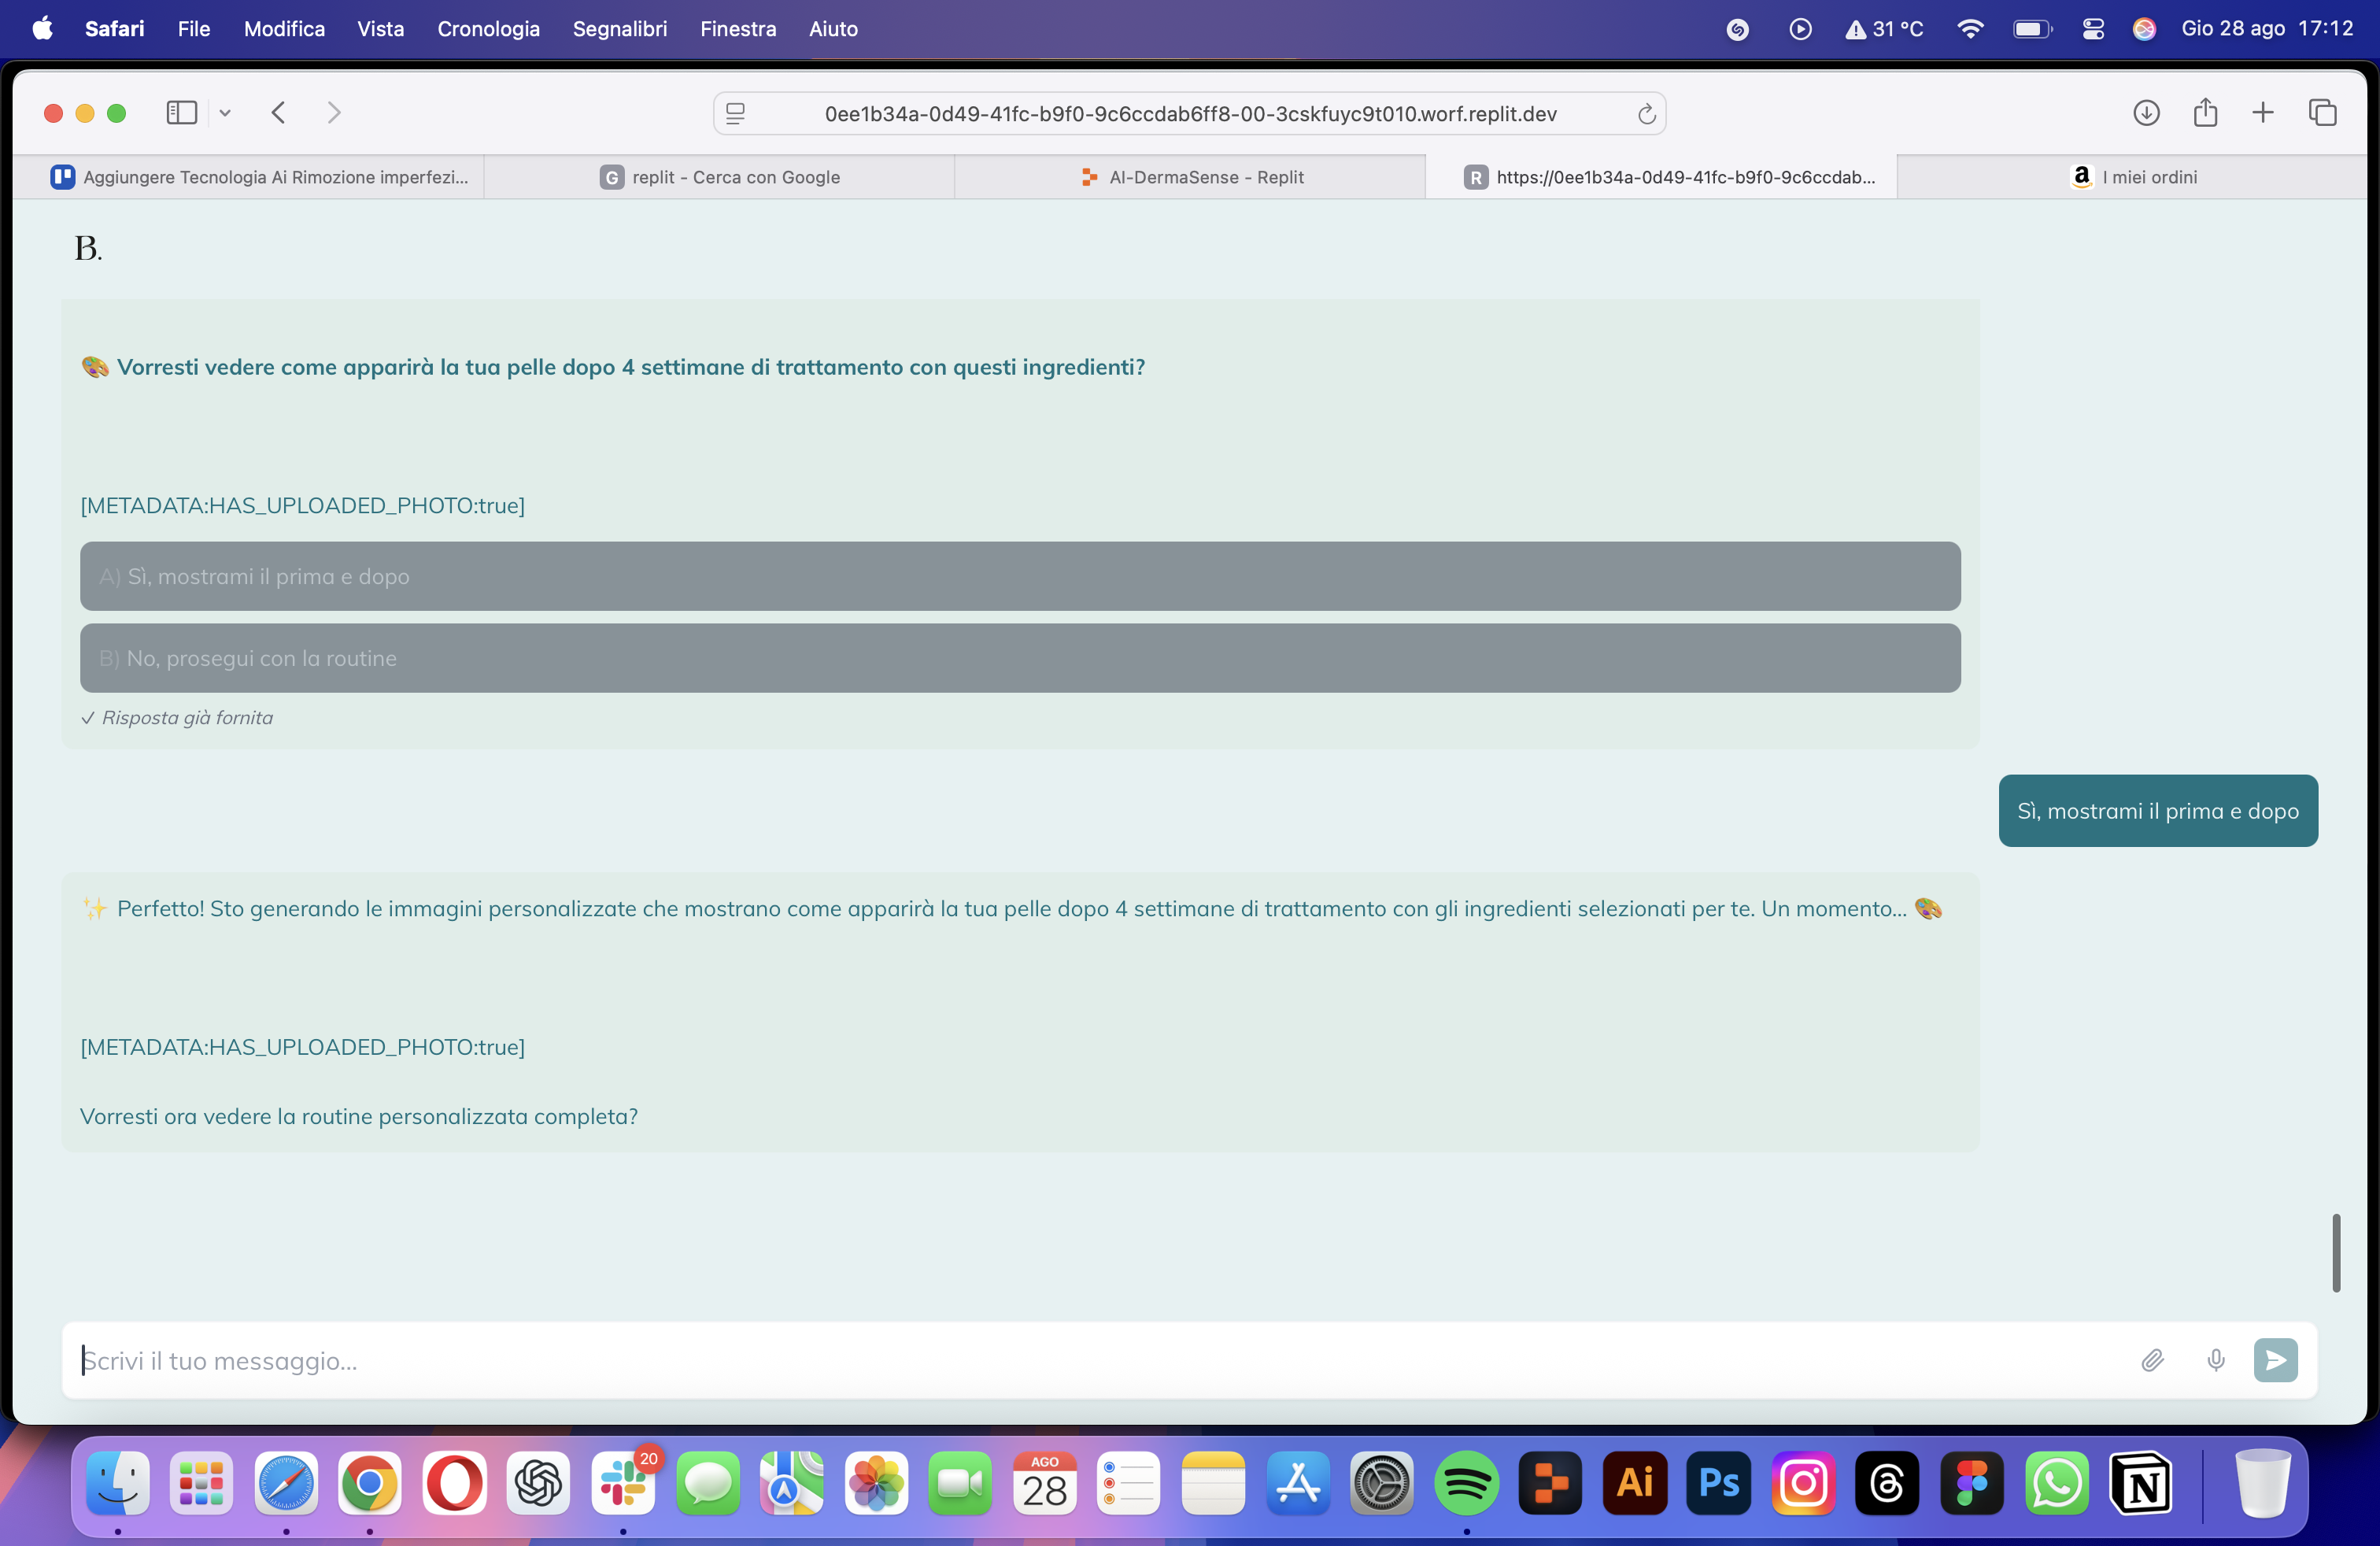 Safari File Modifica Vista Cronologia Segnalibri Finestra Aiuto 31 °C Gio 28 ago 17:12
0ee1b34a-0d49-41fc-b9f0-9c6ccdab6ff8-00-3cskfuyc9t010.worf.replit.dev
Aggiungere Tecnologia Ai Rimozione imperfezi... G replit - Cerca con Google AI-DermaSense - Replit R https://0ee1b34a-0d49-41fc-b9f0-9c6ccdab... a I miei ordini
B.
🎨 Vorresti vedere come apparirà la tua pelle dopo 4 settimane di trattamento con questi ingredienti?
[METADATA:HAS_UPLOADED_PHOTO:true]
A) Sì, mostrami il prima e dopo
B) No, prosegui con la routine
✓ Risposta già fornita
Sì, mostrami il prima e dopo
✨ Perfetto! Sto generando le immagini personalizzate che mostrano come apparirà la tua pelle dopo 4 settimane di trattamento con gli ingredienti selezionati per te. Un momento... 🎨
[METADATA:HAS_UPLOADED_PHOTO:true]
Vorresti ora vedere la routine personalizzata completa?
Scrivi il tuo messaggio...
20
AGO
28
Ai
Ps
N